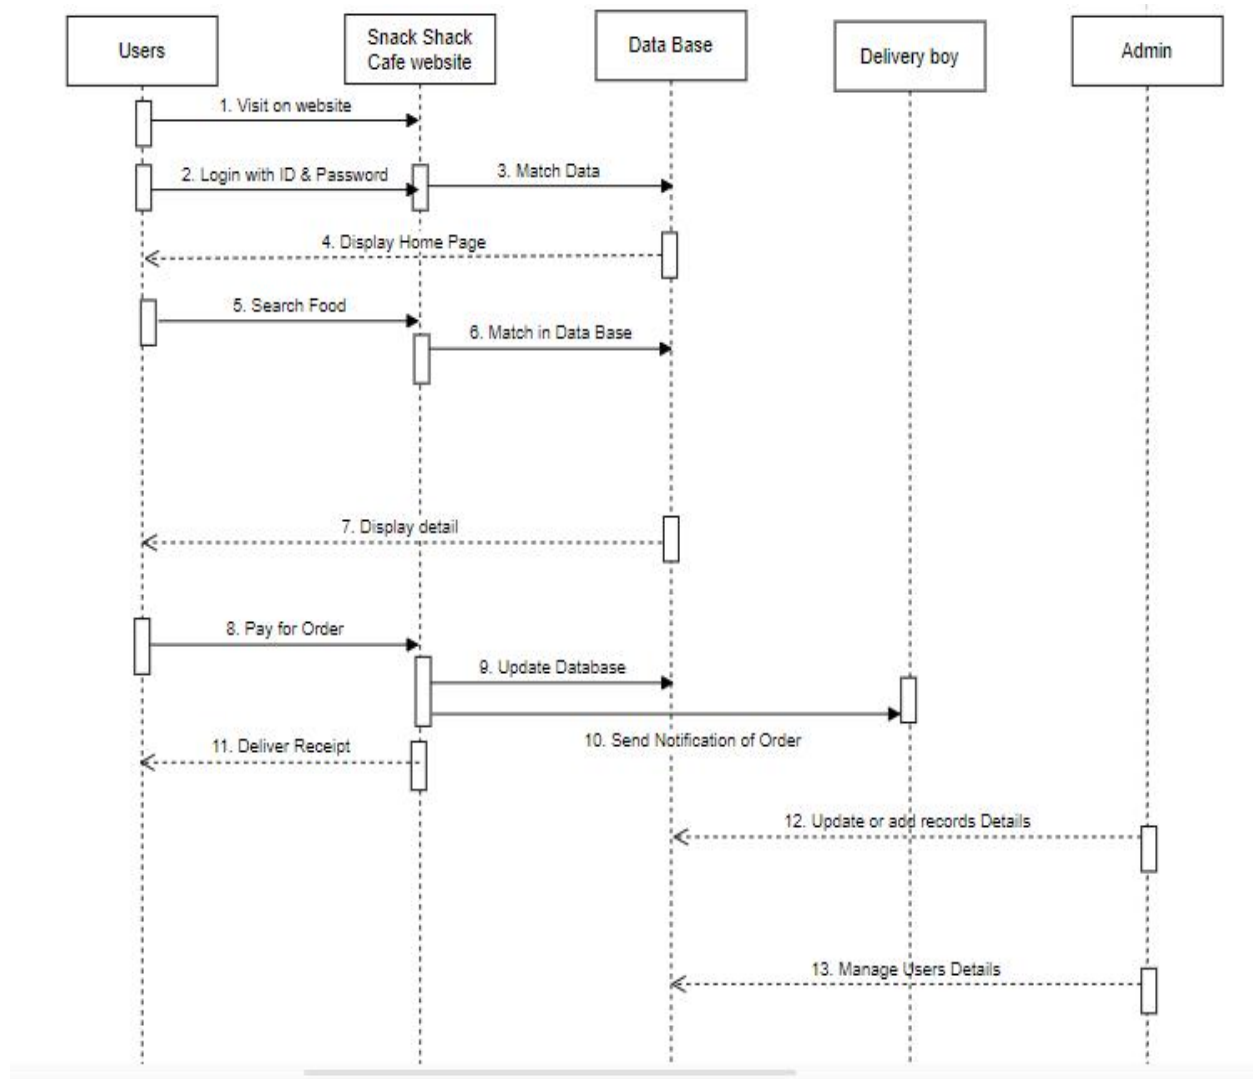 Users
Snack Shack
Cafe website
Data Base
Delivery boy
Admin
1. Visit on website
2. Login with ID & Password
3. Match Data
4. Display Home Page
5. Search Food
6. Match in Data Base
7. Display detail
8. Pay for Order
9. Update Database
10. Send Notification of Order
11. Deliver Receipt
12. Update or add records Details
13. Manage Users Details